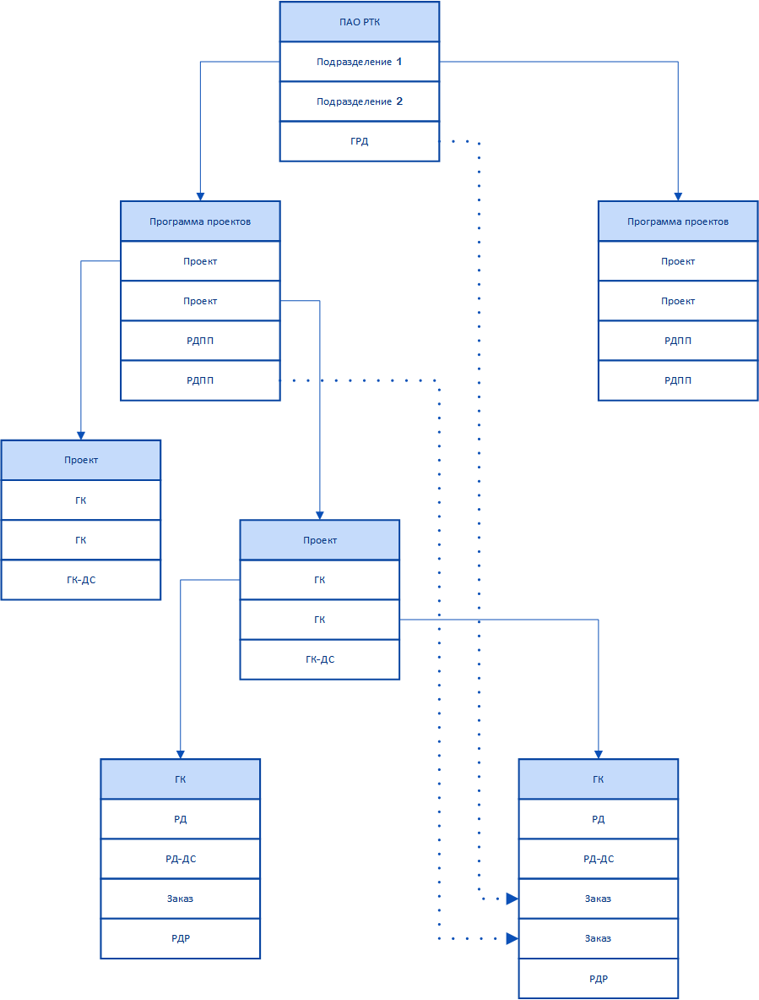 ПАО РТК
Подразделение 1
Подразделение 2
ГРД
Программа проектов
Проект
Проект
РДПП
РДПП
Программа проектов
Проект
Проект
РДПП
РДПП
Проект
ГК
ГК
ГК-ДС
Проект
ГК
ГК
ГК-ДС
ГК
РД
РД-ДС
Заказ
РДР
ГК
РД
РД-ДС
Заказ
Заказ
РДР